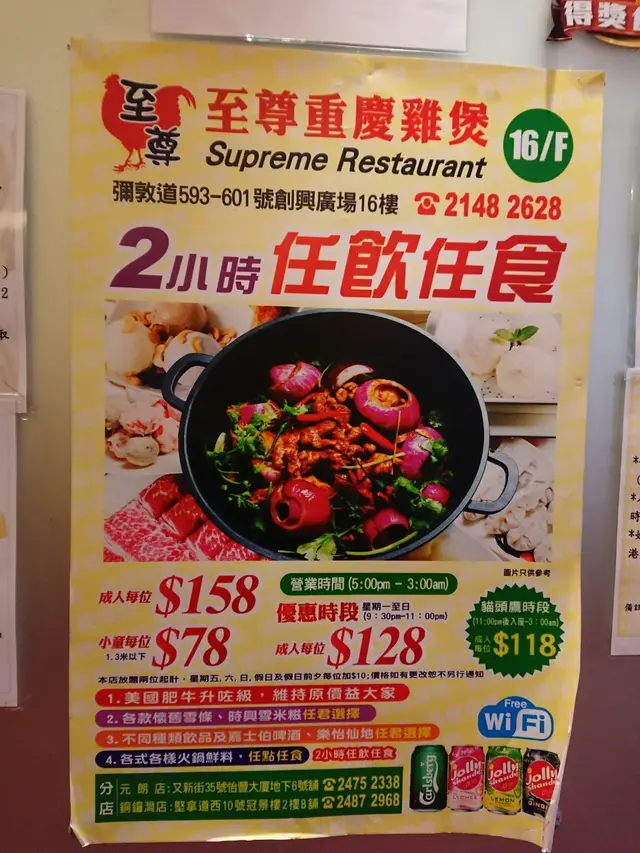 得獎
至尊
至尊重慶雞煲
Supreme Restaurant
16/F
彌敦道593-601號創興廣場16樓 ☎2148 2628
2小時任飲任食
圖片只供參考
成人每位 $158
營業時間 (5:00pm - 3:00am)
優惠時段 星期一至日
(9:30pm-11:00pm)
小童每位 $78
1.3米以下
成人每位 $128
貓頭鷹時段
(11:00pm後入座-3:00am)
成人每位 $118
本店放題兩位起計，星期五, 六, 日, 假日及假日前夕每位加$10; 價格如有更改恕不另行通知
1. 美國肥牛升呸級，維持原價益大家
2. 各款懷舊雪條、時興雪米糍任君選擇
3. 不同種類飲品及嘉士伯啤酒、樂怡仙地任君選擇
4. 各式各樣火鍋鮮料，任點任食 2小時任飲任食
Free
Wi Fi
分店
元朗店: 又新街35號怡豐大廈地下6號舖 ☎2475 2338
銅鑼灣店: 堅拿道西10號冠景樓2樓B舖 ☎2487 2968
Carlsberg
Jolly Shandy
Jolly Shandy
LEMON
Jolly Shandy
GINGER